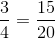 3/4 = 15/20